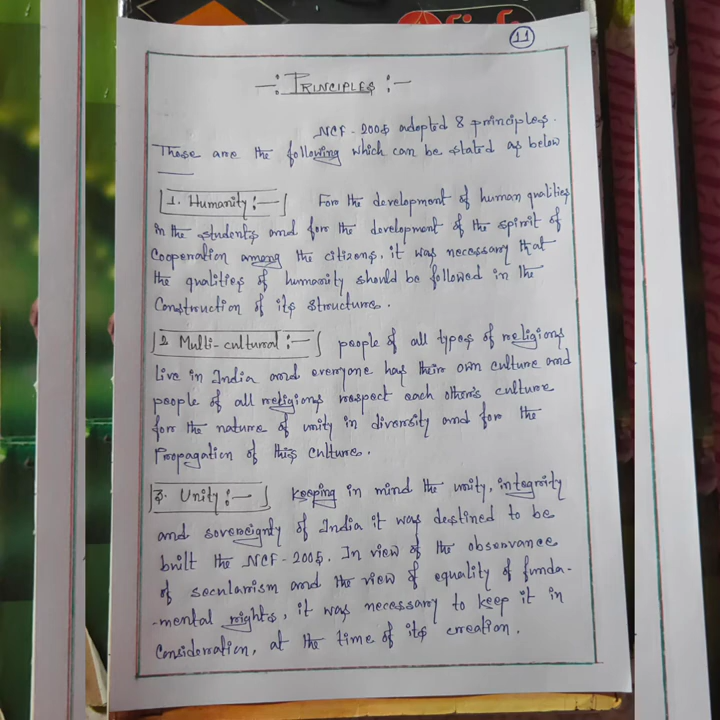 11
-: PRINCIPLES :-
NCF - 2005 adopted 8 principles.
These are the following which can be stated as below
1. Humanity :- For the development of human qualities
in the students and for the development of the spirit of
Cooperation among the citizens, it was necessary that
the qualities of humanity should be followed in the
Construction of its structure.
2. Multi-cultural :- people of all types of religions
live in India and everyone has their own culture and
people of all religions respect each other's culture
for the nature of unity in diversity and for the
Propagation of this culture.
3. Unity :- keeping in mind the unity, integrity
and sovereignty of India it was destined to be
built the NCF - 2005. In view of the observance
of secularism and the view of equality of funda-
-mental rights, it was necessary to keep it in
Consideration, at the time of its creation.